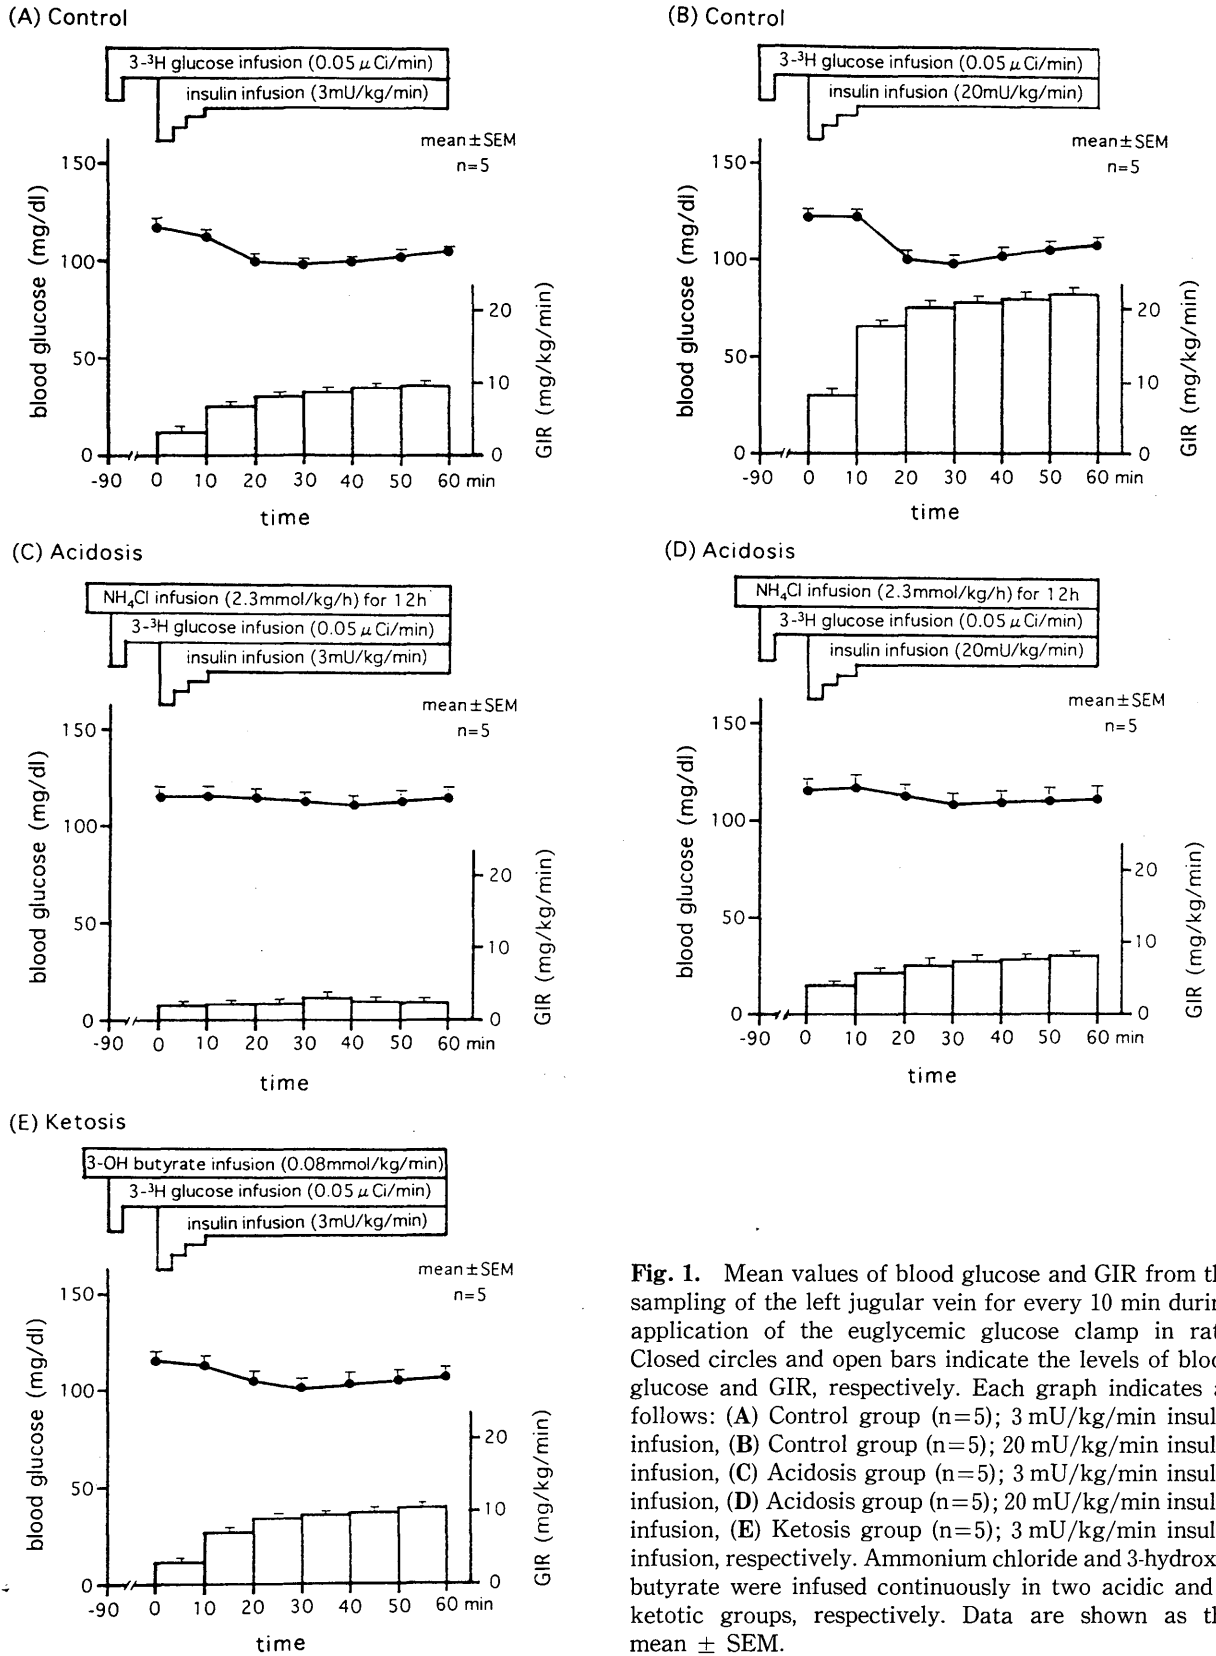 (A) Control
3-³H glucose infusion (0.05 μCi/min)
insulin infusion (3mU/kg/min)
mean±SEM
n=5
150
100
50
0
blood glucose (mg/dl)
20
10
0
GIR (mg/kg/min)
-90 0 10 20 30 40 50 60 min
time
(B) Control
3-³H glucose infusion (0.05 μCi/min)
insulin infusion (20mU/kg/min)
mean±SEM
n=5
150
100
50
0
blood glucose (mg/dl)
20
10
0
GIR (mg/kg/min)
-90 0 10 20 30 40 50 60 min
time
(C) Acidosis
NH₄Cl infusion (2.3mmol/kg/h) for 12h
3-³H glucose infusion (0.05 μCi/min)
insulin infusion (3mU/kg/min)
mean±SEM
n=5
150
100
50
0
blood glucose (mg/dl)
20
10
0
GIR (mg/kg/min)
-90 0 10 20 30 40 50 60 min
time
(D) Acidosis
NH₄Cl infusion (2.3mmol/kg/h) for 12h
3-³H glucose infusion (0.05 μCi/min)
insulin infusion (20mU/kg/min)
mean±SEM
n=5
150
100
50
0
blood glucose (mg/dl)
20
10
0
GIR (mg/kg/min)
-90 0 10 20 30 40 50 60 min
time
(E) Ketosis
3-OH butyrate infusion (0.08mmol/kg/min)
3-³H glucose infusion (0.05 μCi/min)
insulin infusion (3mU/kg/min)
mean±SEM
n=5
150
100
50
0
blood glucose (mg/dl)
20
10
0
GIR (mg/kg/min)
-90 0 10 20 30 40 50 60 min
time
Fig. 1. Mean values of blood glucose and GIR from th
sampling of the left jugular vein for every 10 min durin
application of the euglycemic glucose clamp in rat
Closed circles and open bars indicate the levels of bloo
glucose and GIR, respectively. Each graph indicates a
follows: (A) Control group (n=5); 3 mU/kg/min insul
infusion, (B) Control group (n=5); 20 mU/kg/min insul
infusion, (C) Acidosis group (n=5); 3 mU/kg/min insul
infusion, (D) Acidosis group (n=5); 20 mU/kg/min insul
infusion, (E) Ketosis group (n=5); 3 mU/kg/min insul
infusion, respectively. Ammonium chloride and 3-hydrox
butyrate were infused continuously in two acidic and
ketotic groups, respectively. Data are shown as th
mean ± SEM.